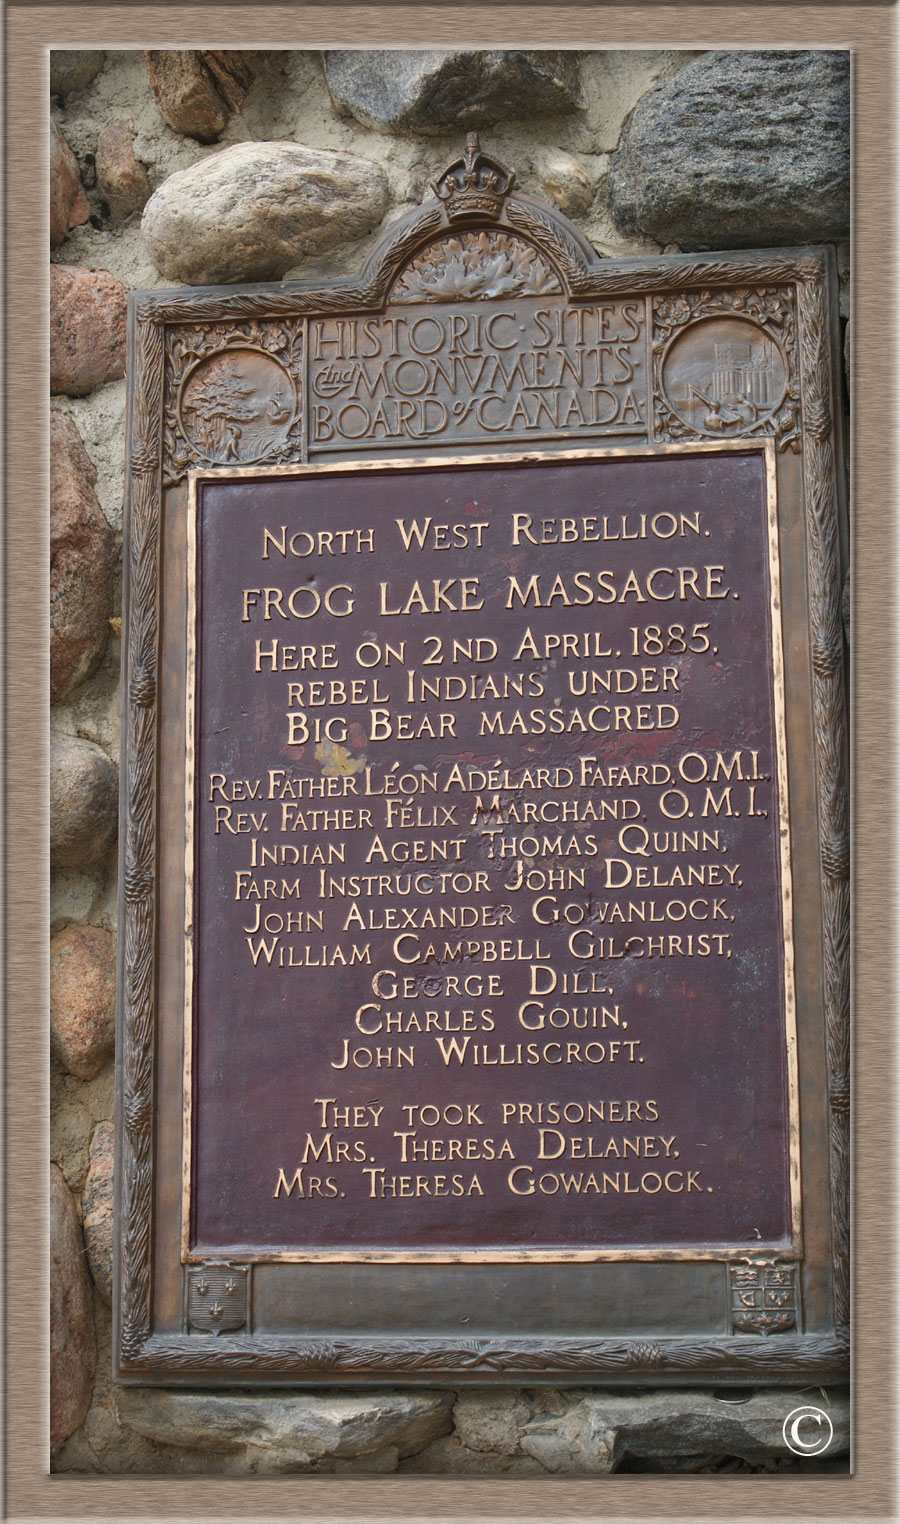 HISTORIC · SITES
and MONVMENTS
BOARD of CANADA
NORTH WEST REBELLION.
FROG LAKE MASSACRE.
HERE ON 2ND APRIL, 1885,
REBEL INDIANS UNDER
BIG BEAR MASSACRED
REV. FATHER LÉON ADÉLARD FAFARD, O.M.I.,
REV. FATHER FÉLIX MARCHAND, O.M.I.,
INDIAN AGENT THOMAS QUINN,
FARM INSTRUCTOR JOHN DELANEY,
JOHN ALEXANDER GOWANLOCK,
WILLIAM CAMPBELL GILCHRIST,
GEORGE DILL,
CHARLES GOUIN,
JOHN WILLISCROFT.
THEY TOOK PRISONERS
MRS. THERESA DELANEY,
MRS. THERESA GOWANLOCK.
©